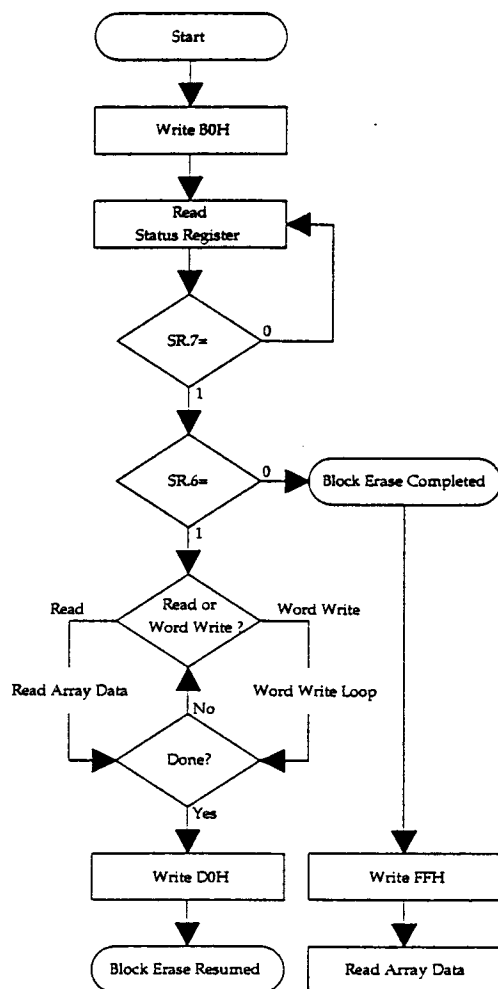 Start
Write B0H
Read
Status Register
SR.7=
0
1
SR.6=
0
Block Erase Completed
1
Read
Read or
Word Write ?
Word Write
Read Array Data
Word Write Loop
No
Done?
Yes
Write D0H
Write FFH
Block Erase Resumed
Read Array Data